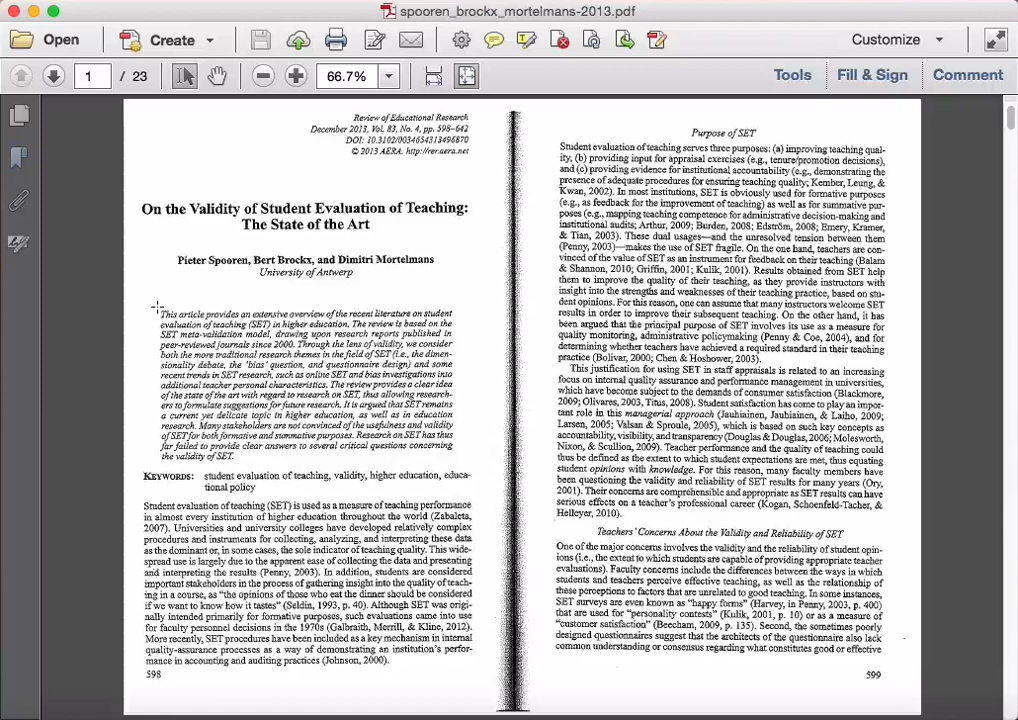 spooren_brockx_mortelmans-2013.pdf
Open
Create
Customize
1 / 23
66.7%
Tools
Fill & Sign
Comment
Review of Educational Research
December 2013, Vol. 83, No. 4, pp. 598–642
DOI: 10.3102/0034654313496870
© 2013 AERA. http://rer.aera.net
On the Validity of Student Evaluation of Teaching:
The State of the Art
Pieter Spooren, Bert Brockx, and Dimitri Mortelmans
University of Antwerp
This article provides an extensive overview of the recent literature on student
evaluation of teaching (SET) in higher education. The review is based on the
SET meta-validation model, drawing upon research reports published in
peer-reviewed journals since 2000. Through the lens of validity, we consider
both the more traditional research themes in the field of SET (i.e., the dimen-
sionality debate, the 'bias' question, and questionnaire design) and some
recent trends in SET research, such as online SET and bias investigations into
additional teacher personal characteristics. The review provides a clear idea
of the state of the art with regard to research on SET, thus allowing research-
ers to formulate suggestions for future research. It is argued that SET remains
a current yet delicate topic in higher education, as well as in education
research. Many stakeholders are not convinced of the usefulness and validity
of SET for both formative and summative purposes. Research on SET has thus
far failed to provide clear answers to several critical questions concerning
the validity of SET.
KEYWORDS: student evaluation of teaching, validity, higher education, educa-
tional policy
Student evaluation of teaching (SET) is used as a measure of teaching performance
in almost every institution of higher education throughout the world (Zabaleta,
2007). Universities and university colleges have developed relatively complex
procedures and instruments for collecting, analyzing, and interpreting these data
as the dominant or, in some cases, the sole indicator of teaching quality. This wide-
spread use is largely due to the apparent ease of collecting the data and presenting
and interpreting the results (Penny, 2003). In addition, students are considered
important stakeholders in the process of gathering insight into the quality of teach-
ing in a course, as "the opinions of those who eat the dinner should be considered
if we want to know how it tastes" (Seldin, 1993, p. 40). Although SET was origi-
nally intended primarily for formative purposes, such evaluations came into use
for faculty personnel decisions in the 1970s (Galbraith, Merrill, & Kline, 2012).
More recently, SET procedures have been included as a key mechanism in internal
quality-assurance processes as a way of demonstrating an institution's perfor-
mance in accounting and auditing practices (Johnson, 2000).
598
Purpose of SET
Student evaluation of teaching serves three purposes: (a) improving teaching qual-
ity, (b) providing input for appraisal exercises (e.g., tenure/promotion decisions),
and (c) providing evidence for institutional accountability (e.g., demonstrating the
presence of adequate procedures for ensuring teaching quality; Kember, Leung, &
Kwan, 2002). In most institutions, SET is obviously used for formative purposes
(e.g., as feedback for the improvement of teaching) as well as for summative pur-
poses (e.g., mapping teaching competence for administrative decision-making and
institutional audits; Arthur, 2009; Burden, 2008; Edström, 2008; Emery, Kramer,
& Tian, 2003). These dual usages—and the unresolved tension between them
(Penny, 2003)—makes the use of SET fragile. On the one hand, teachers are con-
vinced of the value of SET as an instrument for feedback on their teaching (Balam
& Shannon, 2010; Griffin, 2001; Kulik, 2001). Results obtained from SET help
them to improve the quality of their teaching, as they provide instructors with
insight into the strengths and weaknesses of their teaching practice, based on stu-
dent opinions. For this reason, one can assume that many instructors welcome SET
results in order to improve their subsequent teaching. On the other hand, it has
been argued that the principal purpose of SET involves its use as a measure for
quality monitoring, administrative policymaking (Penny & Coe, 2004), and for
determining whether teachers have achieved a required standard in their teaching
practice (Bolivar, 2000; Chen & Hoshower, 2003).
This justification for using SET in staff appraisals is related to an increasing
focus on internal quality assurance and performance management in universities,
which have become subject to the demands of consumer satisfaction (Blackmore,
2009; Olivares, 2003, Titus, 2008). Student satisfaction has come to play an impor-
tant role in this managerial approach (Jauhiainen, Jauhiainen, & Laiho, 2009;
Larsen, 2005; Valsan & Sproule, 2005), which is based on such key concepts as
accountability, visibility, and transparency (Douglas & Douglas, 2006; Molesworth,
Nixon, & Scullion, 2009). Teacher performance and the quality of teaching could
thus be defined as the extent to which student expectations are met, thus equating
student opinions with knowledge. For this reason, many faculty members have
been questioning the validity and reliability of SET results for many years (Ory,
2001). Their concerns are comprehensible and appropriate as SET results can have
serious effects on a teacher's professional career (Kogan, Schoenfeld-Tacher, &
Hellyer, 2010).
Teachers' Concerns About the Validity and Reliability of SET
One of the major concerns involves the validity and the reliability of student opin-
ions (i.e., the extent to which students are capable of providing appropriate teacher
evaluations). Faculty concerns include the differences between the ways in which
students and teachers perceive effective teaching, as well as the relationship of
these perceptions to factors that are unrelated to good teaching. In some instances,
SET surveys are even known as "happy forms" (Harvey, in Penny, 2003, p. 400)
that are used for "personality contests" (Kulik, 2001, p. 10) or as a measure of
"customer satisfaction" (Beecham, 2009, p. 135). Second, the sometimes poorly
designed questionnaires suggest that the architects of the questionnaire also lack
common understanding or consensus regarding what constitutes good or effective
599